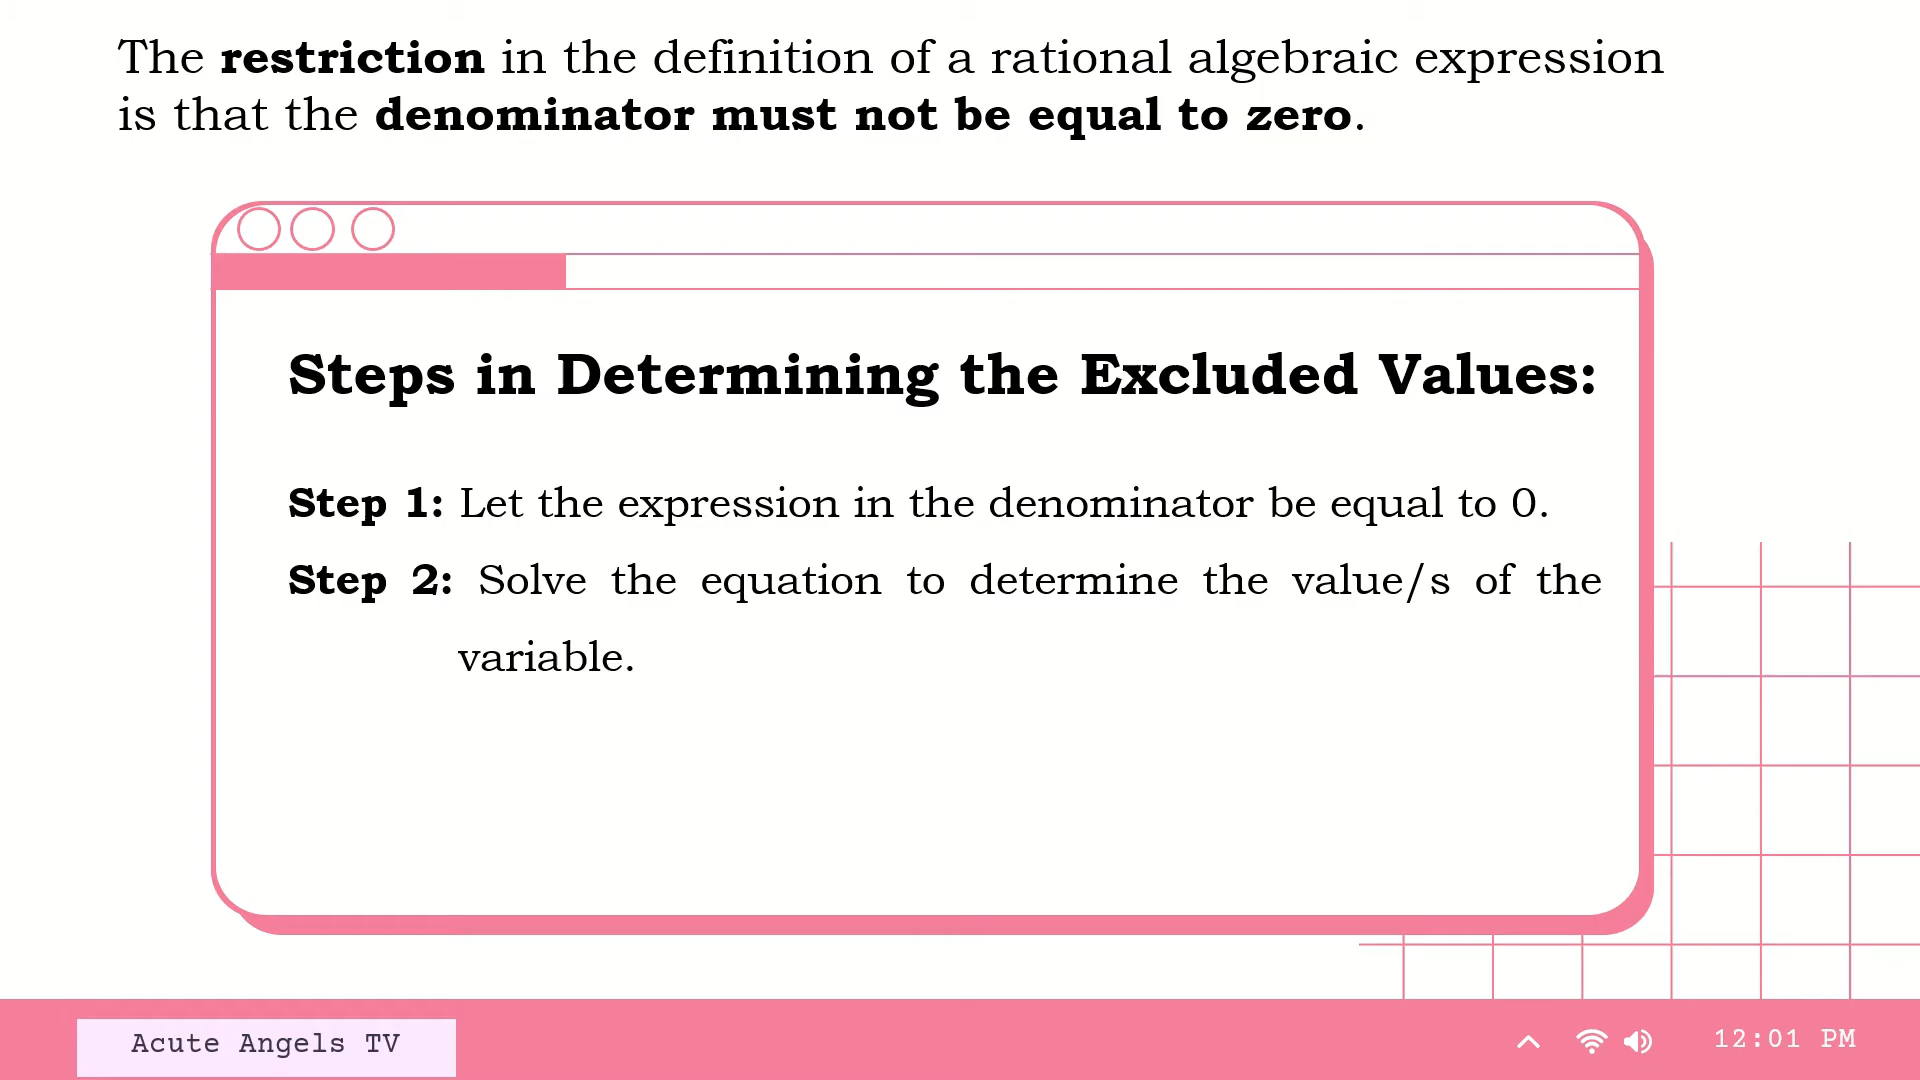 The restriction in the definition of a rational algebraic expression
is that the denominator must not be equal to zero.
Steps in Determining the Excluded Values:
Step 1: Let the expression in the denominator be equal to 0.
Step 2: Solve the equation to determine the value/s of the
variable.
Acute Angels TV
12:01 PM